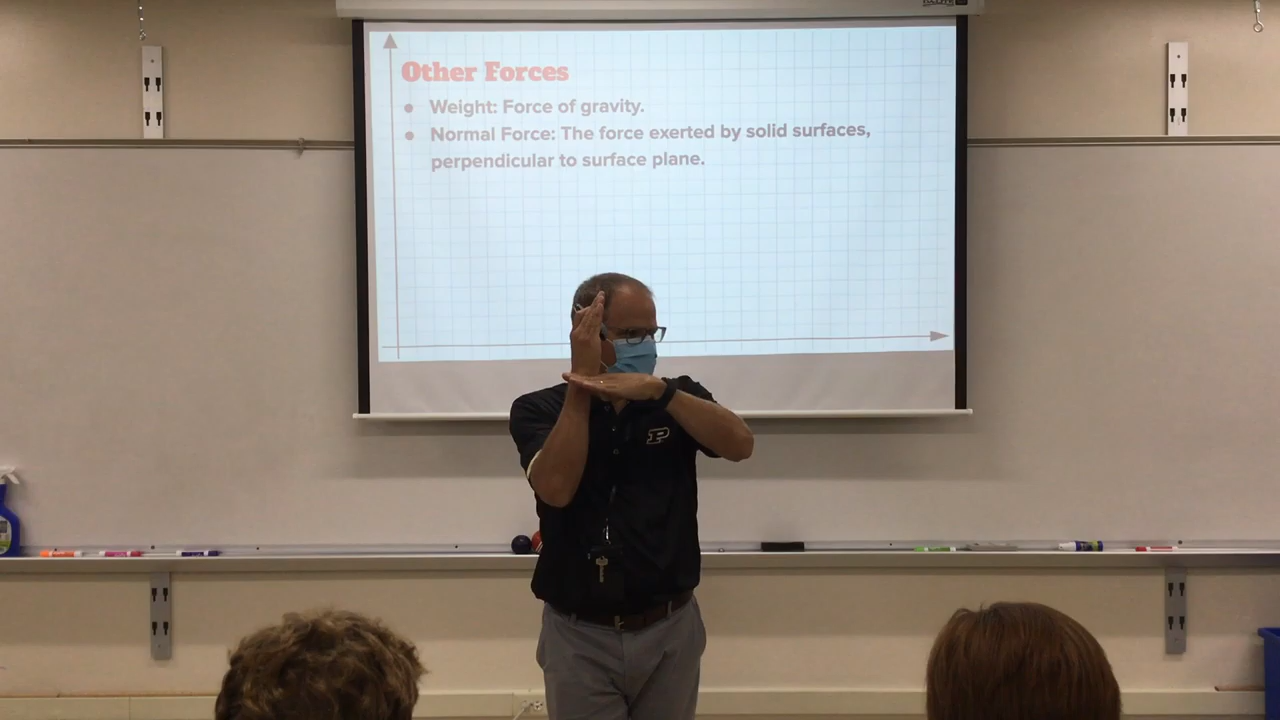 Other Forces
● Weight: Force of gravity.
● Normal Force: The force exerted by solid surfaces,
perpendicular to surface plane.
P